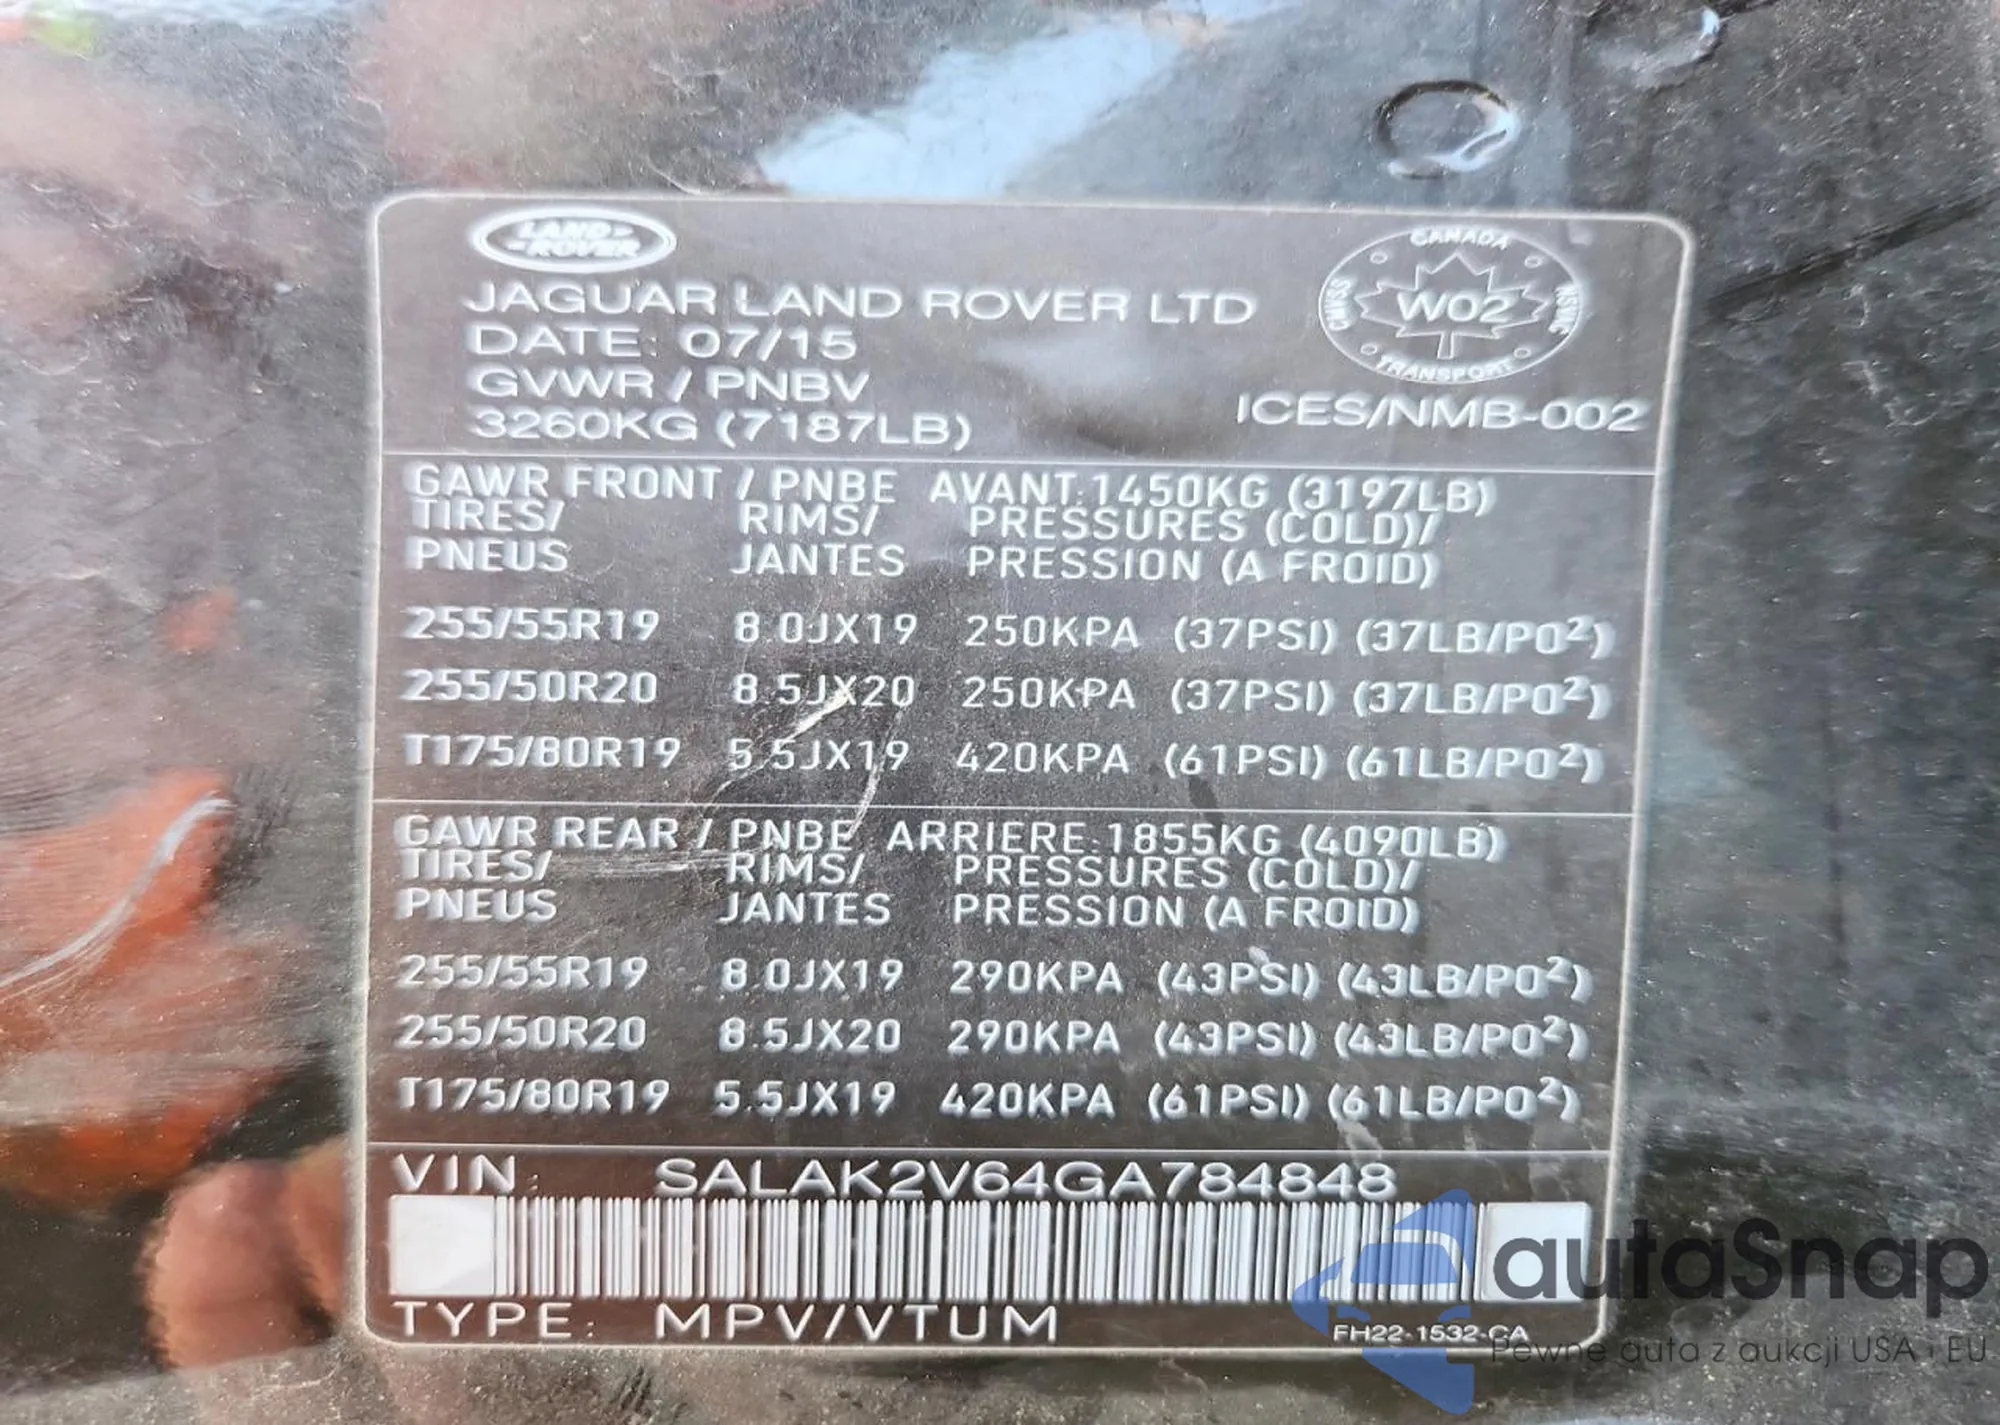 LAND ROVER
JAGUAR LAND ROVER LTD
DATE: 07/15
GVWR / PNBV
3260KG (7187LB)
CANADA
CMVSS
W02
NSVAC
TRANSPORT
ICES/NMB-002
GAWR FRONT / PNBE AVANT:1450KG (3197LB)
TIRES/ RIMS/ PRESSURES (COLD)/
PNEUS JANTES PRESSION (A FROID)
255/55R19 8.0JX19 250KPA (37PSI) (37LB/PO²)
255/50R20 8.5JX20 250KPA (37PSI) (37LB/PO²)
T175/80R19 5.5JX19 420KPA (61PSI) (61LB/PO²)
GAWR REAR / PNBE ARRIERE:1855KG (4090LB)
TIRES/ RIMS/ PRESSURES (COLD)/
PNEUS JANTES PRESSION (A FROID)
255/55R19 8.0JX19 290KPA (43PSI) (43LB/PO²)
255/50R20 8.5JX20 290KPA (43PSI) (43LB/PO²)
T175/80R19 5.5JX19 420KPA (61PSI) (61LB/PO²)
VIN: SALAK2V64GA784848
TYPE: MPV/VTUM
FH22-1532-CA
autaSnap
Pewne auta z aukcji USA i EU